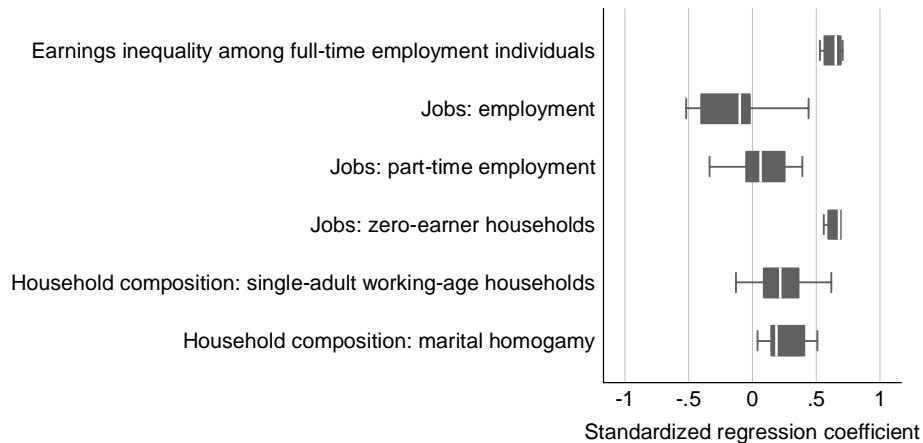 Earnings inequality among full-time employment individuals
Jobs: employment
Jobs: part-time employment
Jobs: zero-earner households
Household composition: single-adult working-age households
Household composition: marital homogamy
-1 -.5 0 .5 1
Standardized regression coefficient